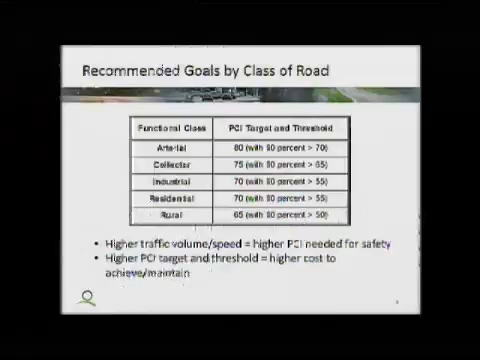 Recommended Goals by Class of Road
Functional Class PCI Target and Threshold
Arterial 80 (with 90 percent > 70)
Collector 75 (with 90 percent > 65)
Industrial 70 (with 90 percent > 55)
Residential 70 (with 90 percent > 55)
Rural 65 (with 90 percent > 50)
• Higher traffic volume/speed = higher PCI needed for safety
• Higher PCI target and threshold = higher cost to
achieve/maintain